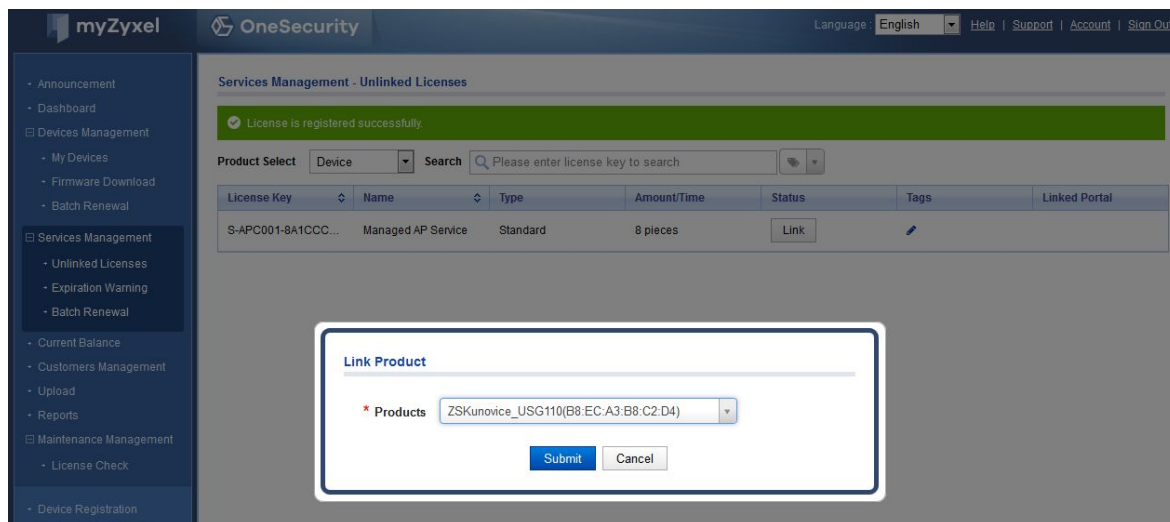 myZyxel
OneSecurity
Language : English Help | Support | Account | Sign Out
Announcement
Dashboard
Devices Management
My Devices
Firmware Download
Batch Renewal
Services Management
Unlinked Licenses
Expiration Warning
Batch Renewal
Current Balance
Customers Management
Upload
Reports
Maintenance Management
License Check
Device Registration
Services Management - Unlinked Licenses
License is registered successfully.
Product Select Device Search Please enter license key to search
License Key Name Type Amount/Time Status Tags Linked Portal
S-APC001-8A1CCC... Managed AP Service Standard 8 pieces Link
Link Product
* Products ZSKunovice_USG110(B8:EC:A3:B8:C2:D4)
Submit Cancel